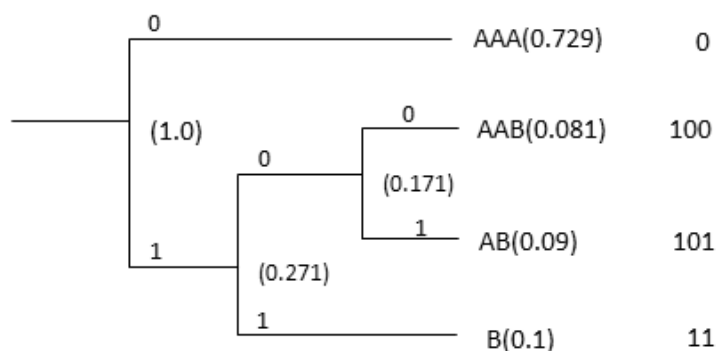 0 AAA(0.729) 0
(1.0)
0 AAB(0.081) 100
0 (0.171)
1 1 AB(0.09) 101
(0.271)
1 B(0.1) 11